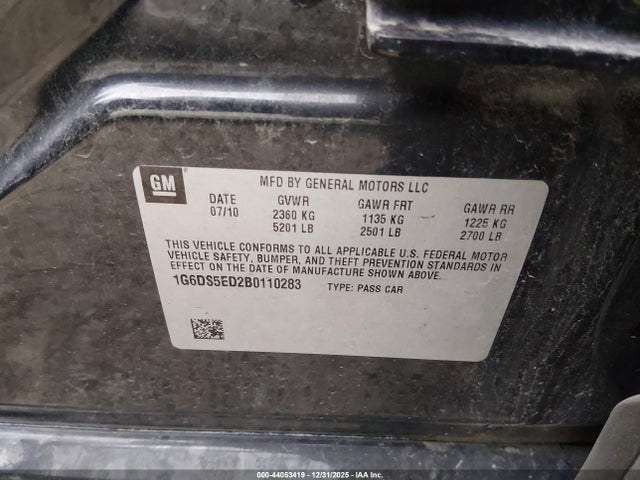 GM
MFD BY GENERAL MOTORS LLC
DATE GVWR GAWR FRT GAWR RR
07/10 2360 KG 1135 KG 1225 KG
5201 LB 2501 LB 2700 LB
THIS VEHICLE CONFORMS TO ALL APPLICABLE U.S. FEDERAL MOTOR
VEHICLE SAFETY, BUMPER, AND THEFT PREVENTION STANDARDS IN
EFFECT ON THE DATE OF MANUFACTURE SHOWN ABOVE.
1G6DS5ED2B0110283 TYPE: PASS CAR
000-44053419 - 12/31/2025 - IAA Inc.